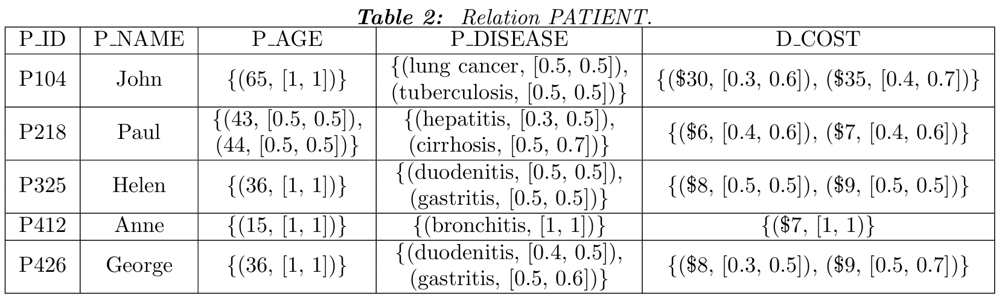 Table 2: Relation PATIENT.
P_ID P_NAME P_AGE P_DISEASE D_COST
P104 John {(65, [1, 1])} {(lung cancer, [0.5, 0.5]), {($30, [0.3, 0.6]), ($35, [0.4, 0.7])}
(tuberculosis, [0.5, 0.5])}
P218 Paul {(43, [0.5, 0.5]), {(hepatitis, [0.3, 0.5]), {($6, [0.4, 0.6]), ($7, [0.4, 0.6])}
(44, [0.5, 0.5])} (cirrhosis, [0.5, 0.7])}
P325 Helen {(36, [1, 1])} {(duodenitis, [0.5, 0.5]), {($8, [0.5, 0.5]), ($9, [0.5, 0.5])}
(gastritis, [0.5, 0.5])}
P412 Anne {(15, [1, 1])} {(bronchitis, [1, 1])} {($7, [1, 1)}
P426 George {(36, [1, 1])} {(duodenitis, [0.4, 0.5]), {($8, [0.3, 0.5]), ($9, [0.5, 0.7])}
(gastritis, [0.5, 0.6])}